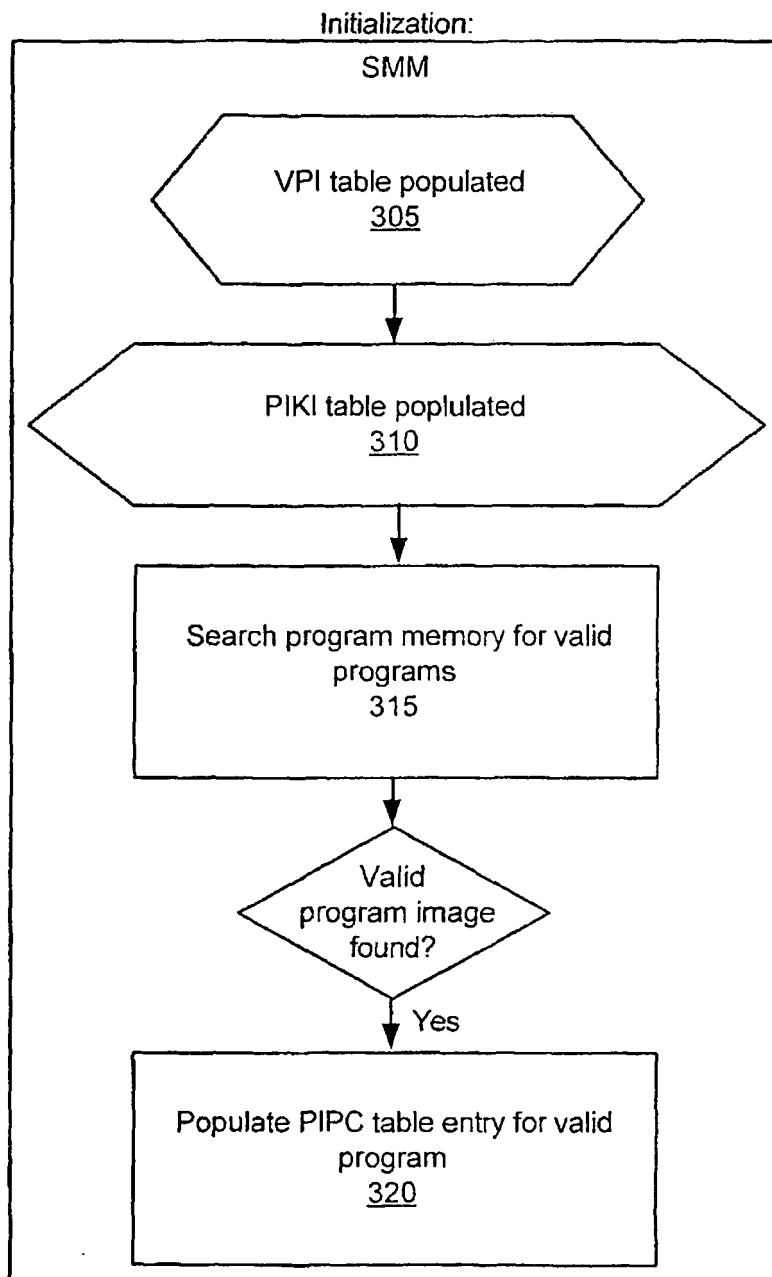 Initialization:
SMM
VPI table populated
305
PIKI table poplulated
310
Search program memory for valid
programs
315
Valid
program image
found?
Yes
Populate PIPC table entry for valid
program
320